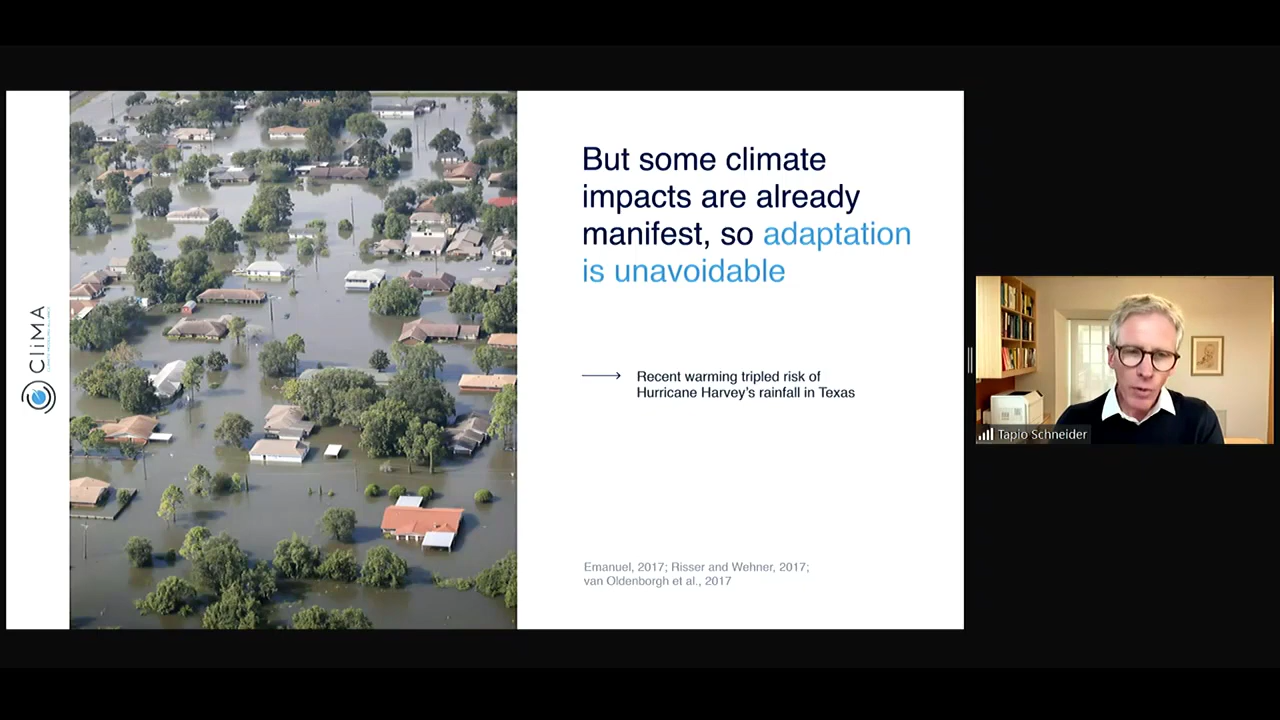 CliMA
But some climate
impacts are already
manifest, so adaptation
is unavoidable
Recent warming tripled risk of
Hurricane Harvey's rainfall in Texas
Emanuel, 2017; Risser and Wehner, 2017;
van Oldenborgh et al., 2017
Tapio Schneider